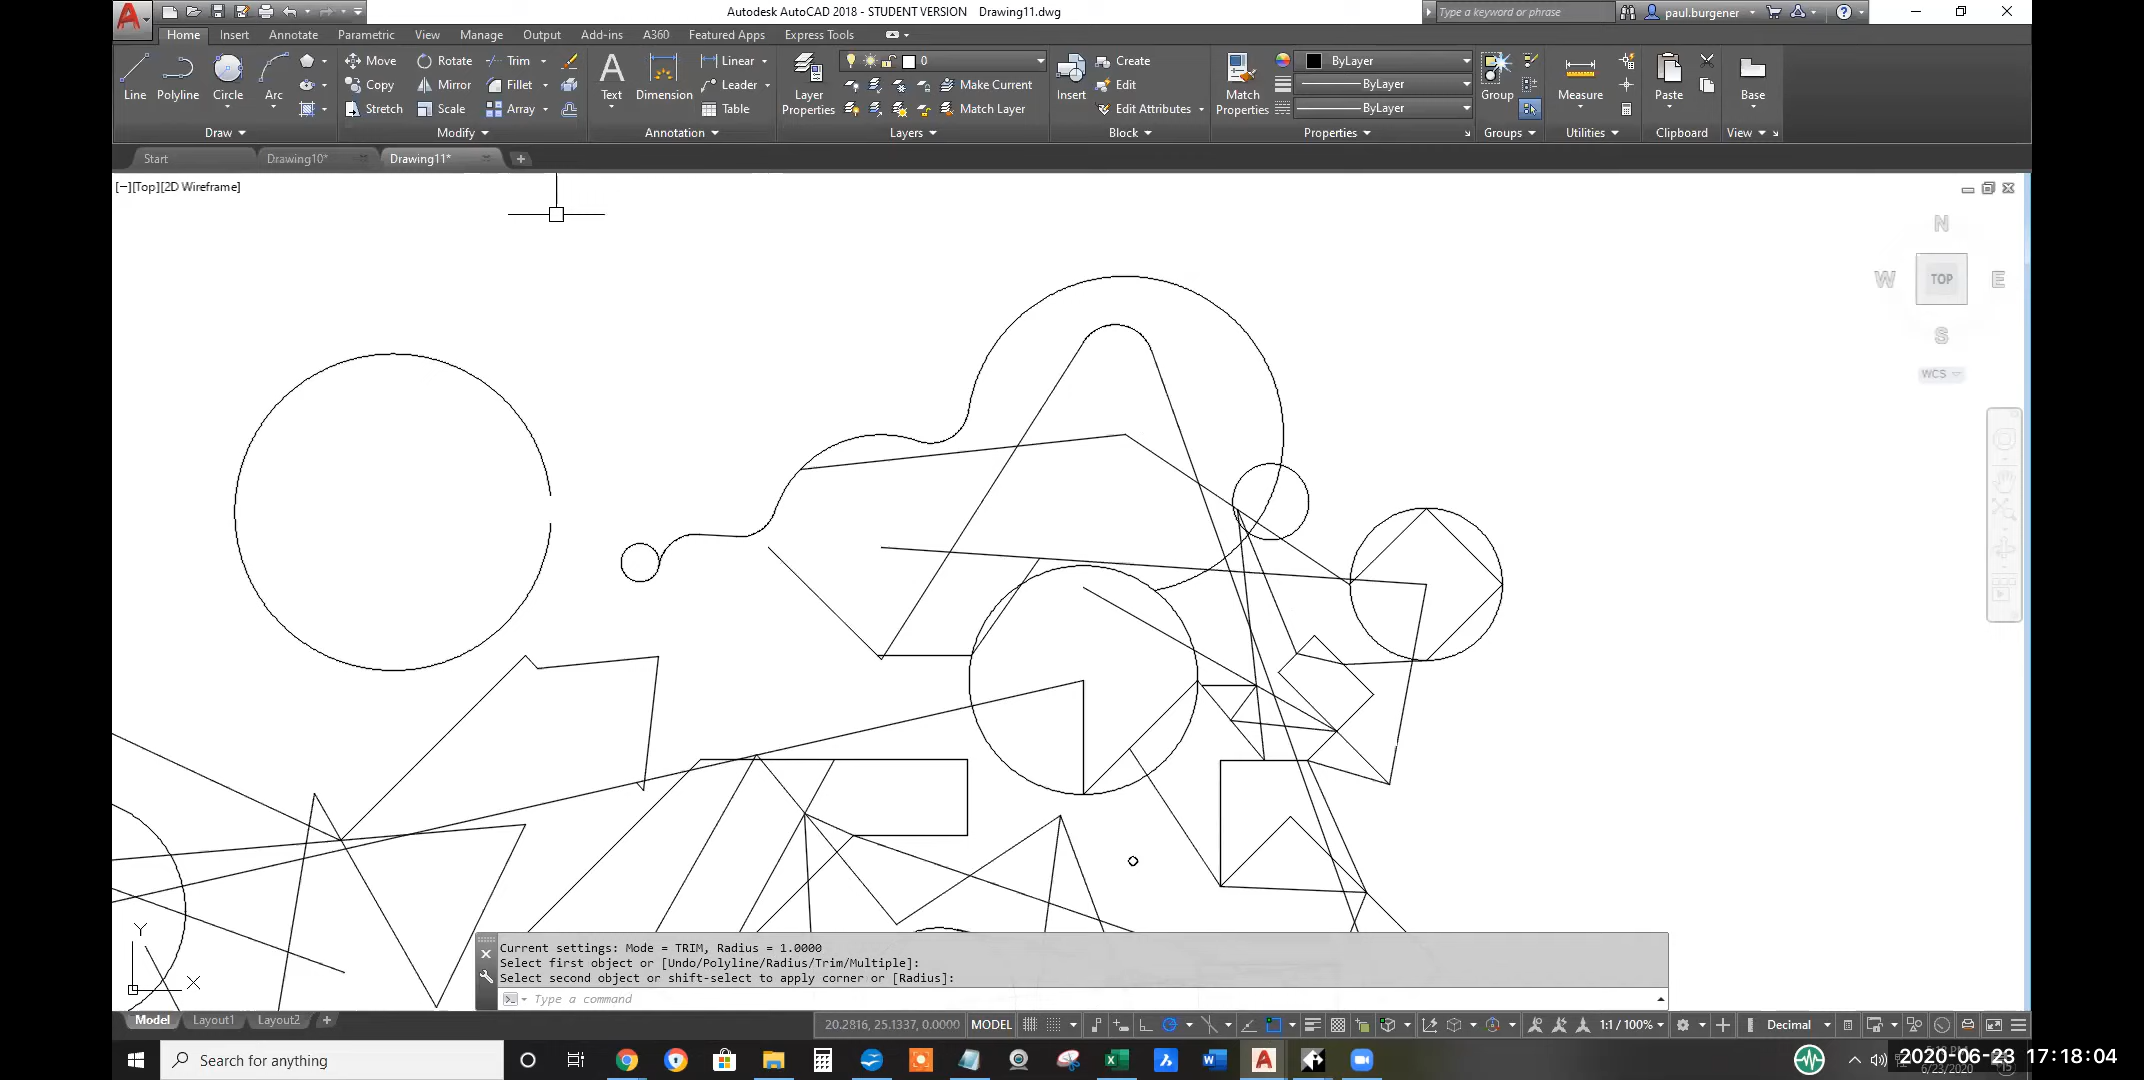 Autodesk AutoCAD 2018 - STUDENT VERSION Drawing11.dwg
Type a keyword or phrase
paul.burgener
Home Insert Annotate Parametric View Manage Output Add-ins A360 Featured Apps Express Tools
Line Polyline Circle Arc
Draw
Move Rotate Trim
Copy Mirror Fillet
Stretch Scale Array
Modify
Text Dimension
Linear
Leader
Table
Annotation
Layer Properties
0
Make Current
Match Layer
Layers
Insert
Create
Edit
Edit Attributes
Block
Match Properties
ByLayer
ByLayer
ByLayer
Properties
Group
Groups
Measure
Utilities
Paste
Clipboard
Base
View
Start Drawing10* Drawing11*
[−][Top][2D Wireframe]
N
W TOP E
S
WCS
Y
X
Current settings: Mode = TRIM, Radius = 1.0000
Select first object or [Undo/Polyline/Radius/Trim/Multiple]:
Select second object or shift-select to apply corner or [Radius]:
Type a command
Model Layout1 Layout2
20.2816, 25.1337, 0.0000 MODEL 1:1 / 100% Decimal
Search for anything
2020-06-23 17:18:04
6/23/2020